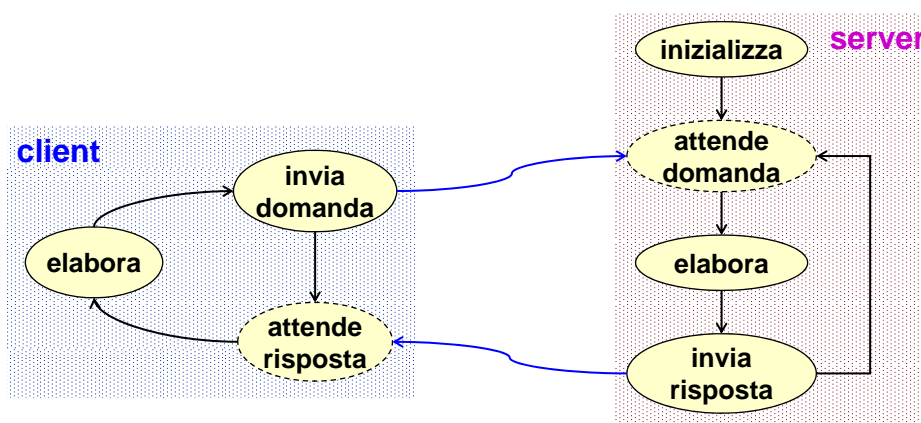 client
invia
domanda
elabora
attende
risposta
server
inizializza
attende
domanda
elabora
invia
risposta